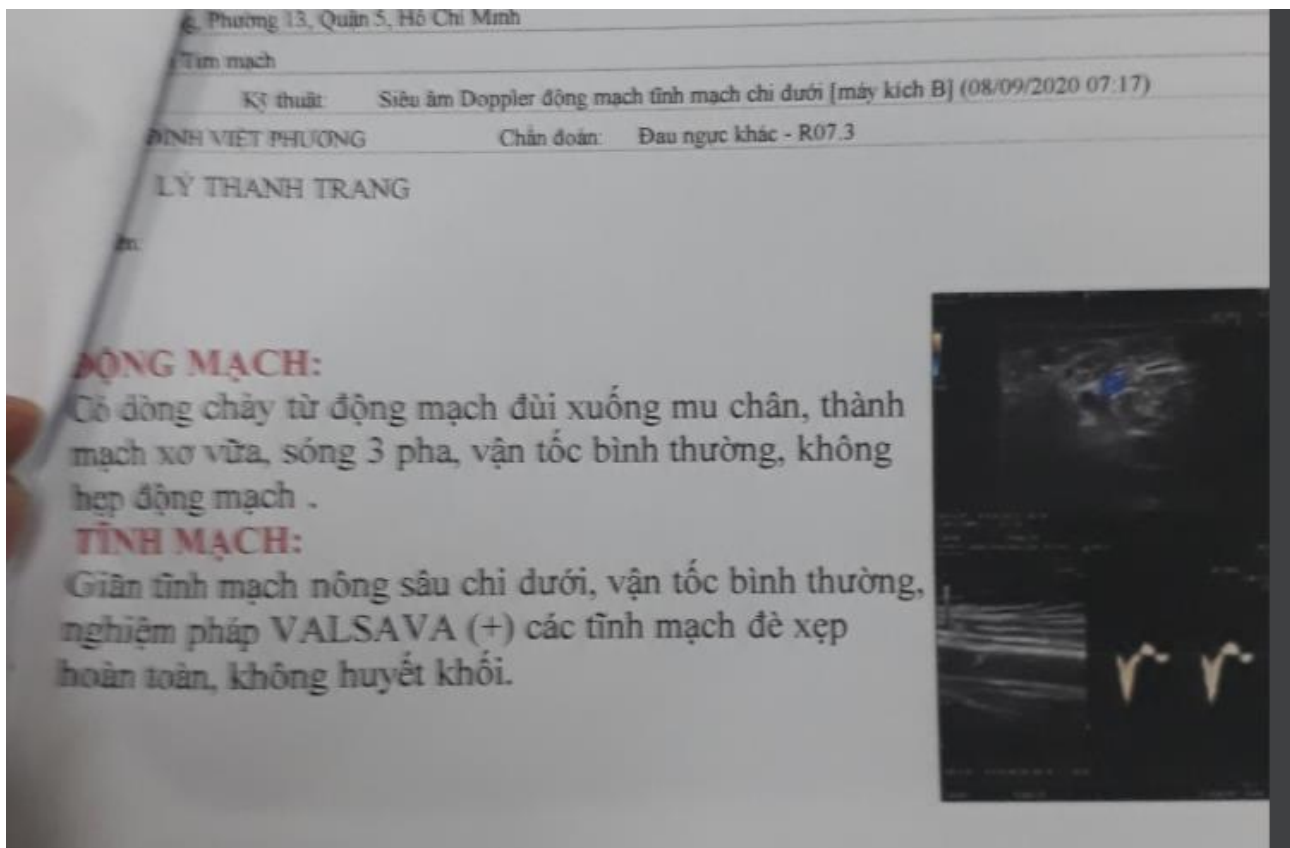 Phường 13, Quận 5, Hồ Chí Minh
Tim mạch
Kỹ thuật: Siêu âm Doppler động mạch tĩnh mạch chi dưới [máy kích B] (08/09/2020 07:17)
ĐINH VIẾT PHƯƠNG Chẩn đoán: Đau ngực khác - R07.3
LÝ THANH TRANG
ĐỘNG MẠCH:
Có dòng chảy từ động mạch đùi xuống mu chân, thành
mạch xơ vữa, sóng 3 pha, vận tốc bình thường, không
hẹp động mạch .
TĨNH MẠCH:
Giãn tĩnh mạch nông sâu chi dưới, vận tốc bình thường,
nghiệm pháp VALSAVA (+) các tĩnh mạch đè xẹp
hoàn toàn, không huyết khối.